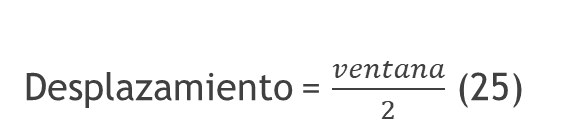 Desplazamiento = ventana/2 (25)